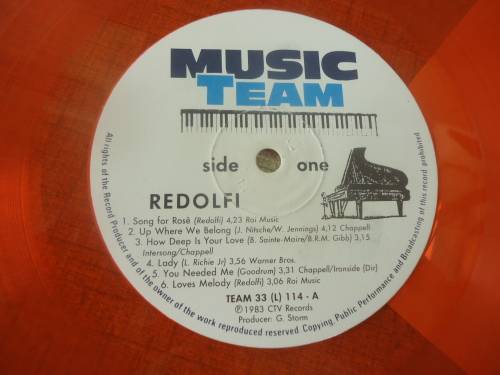 MUSIC
TEAM
side one
REDOLFI
1. Song for Rosé (Redolfi) 4,23 Roi Music
2. Up Where We Belong (J. Nitsche/W. Jennings) 4,12 Chappell
3. How Deep Is Your Love (B. Sainte-Maire/B.R.M. Gibb) 3,15
Intersong/Chappell
4. Lady (L. Richie Jr) 3,56 Warner Bros.
5. You Needed Me (Goodrum) 3,31 Chappell/Ironside (Dir)
6. Loves Melody (Redolfi) 3,06 Roi Music
TEAM 33 (L) 114 - A
℗ 1983 CTV Records
Producer: G. Storm
All rights of the Record Producer and of the owner of the work reproduced reserved. Copying, Public Performance and Broadcasting of this record prohibited.